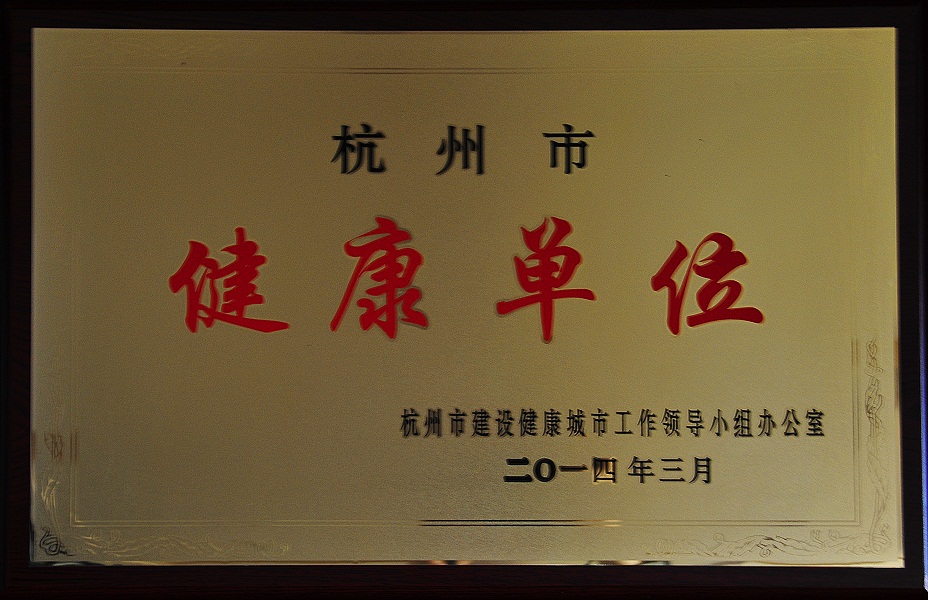 杭州市
健康单位
杭州市建设健康城市工作领导小组办公室
二〇一四年三月